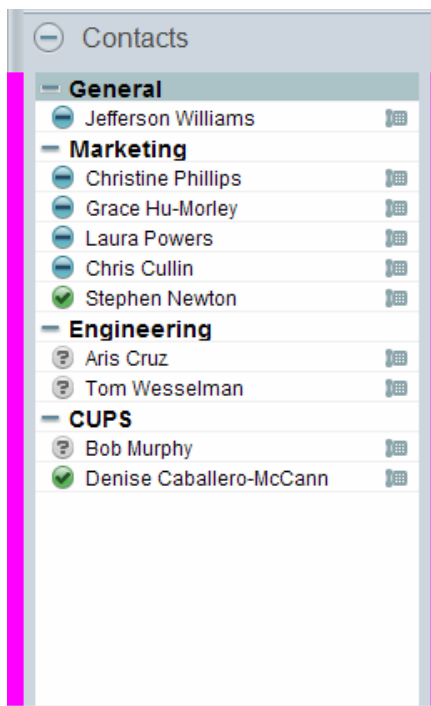 Contacts
General
Jefferson Williams
Marketing
Christine Phillips
Grace Hu-Morley
Laura Powers
Chris Cullin
Stephen Newton
Engineering
Aris Cruz
Tom Wesselman
CUPS
Bob Murphy
Denise Caballero-McCann